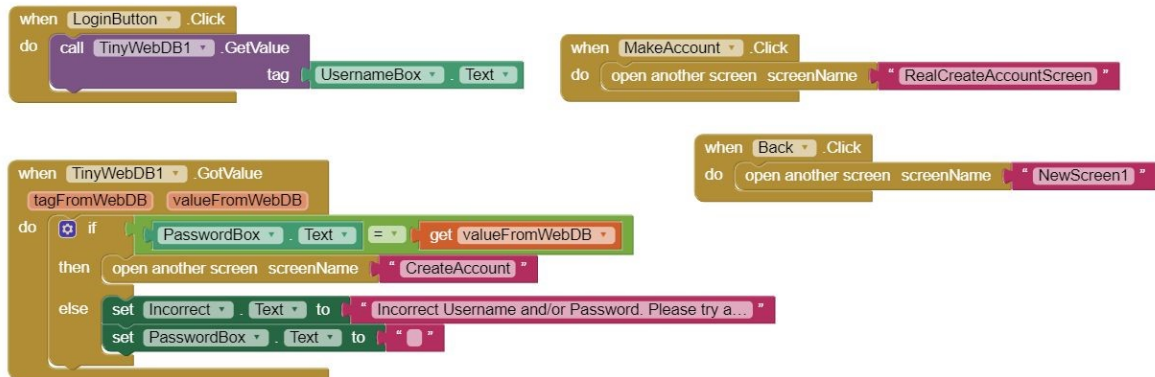 when LoginButton .Click
do call TinyWebDB1 .GetValue
tag UsernameBox . Text
when MakeAccount .Click
do open another screen screenName " RealCreateAccountScreen "
when Back .Click
do open another screen screenName " NewScreen1 "
when TinyWebDB1 .GotValue
tagFromWebDB valueFromWebDB
do if PasswordBox . Text = get valueFromWebDB
then open another screen screenName " CreateAccount "
else set Incorrect . Text to " Incorrect Username and/or Password. Please try a... "
set PasswordBox . Text to " "